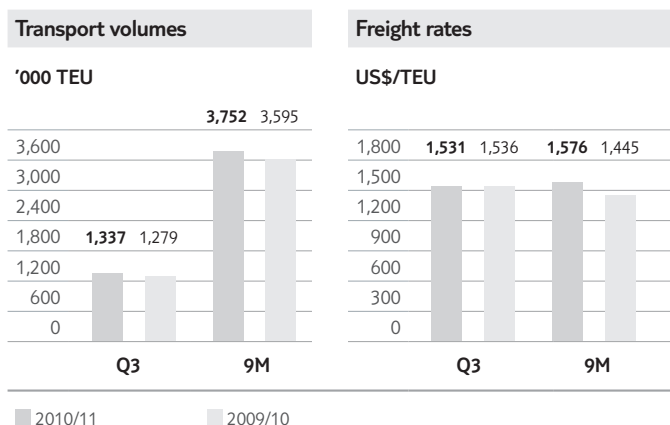 Transport volumes
'000 TEU
3,752 3,595
3,600
3,000
2,400
1,800 1,337 1,279
1,200
600
0
Q3 9M
Freight rates
US$/TEU
1,800 1,531 1,536 1,576 1,445
1,500
1,200
900
600
300
0
Q3 9M
2010/11 2009/10